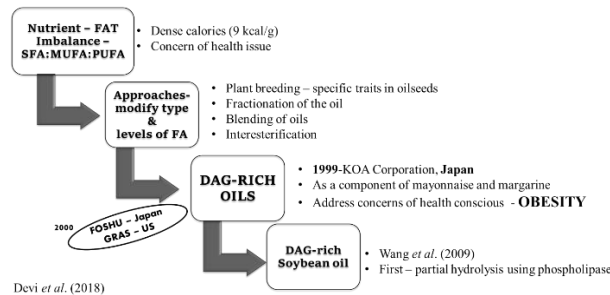 Nutrient – FAT
Imbalance –
SFA:MUFA:PUFA
• Dense calories (9 kcal/g)
• Concern of health issue
Approaches-
modify type
&
levels of FA
• Plant breeding – specific traits in oilseeds
• Fractionation of the oil
• Blending of oils
• Interesterification
DAG-RICH
OILS
• 1999-KOA Corporation, Japan
• As a component of mayonnaise and margarine
• Address concerns of health conscious - OBESITY
2000
FOSHU – Japan
GRAS – US
DAG-rich
Soybean oil
• Wang et al. (2009)
• First – partial hydrolysis using phospholipase
Devi et al. (2018)